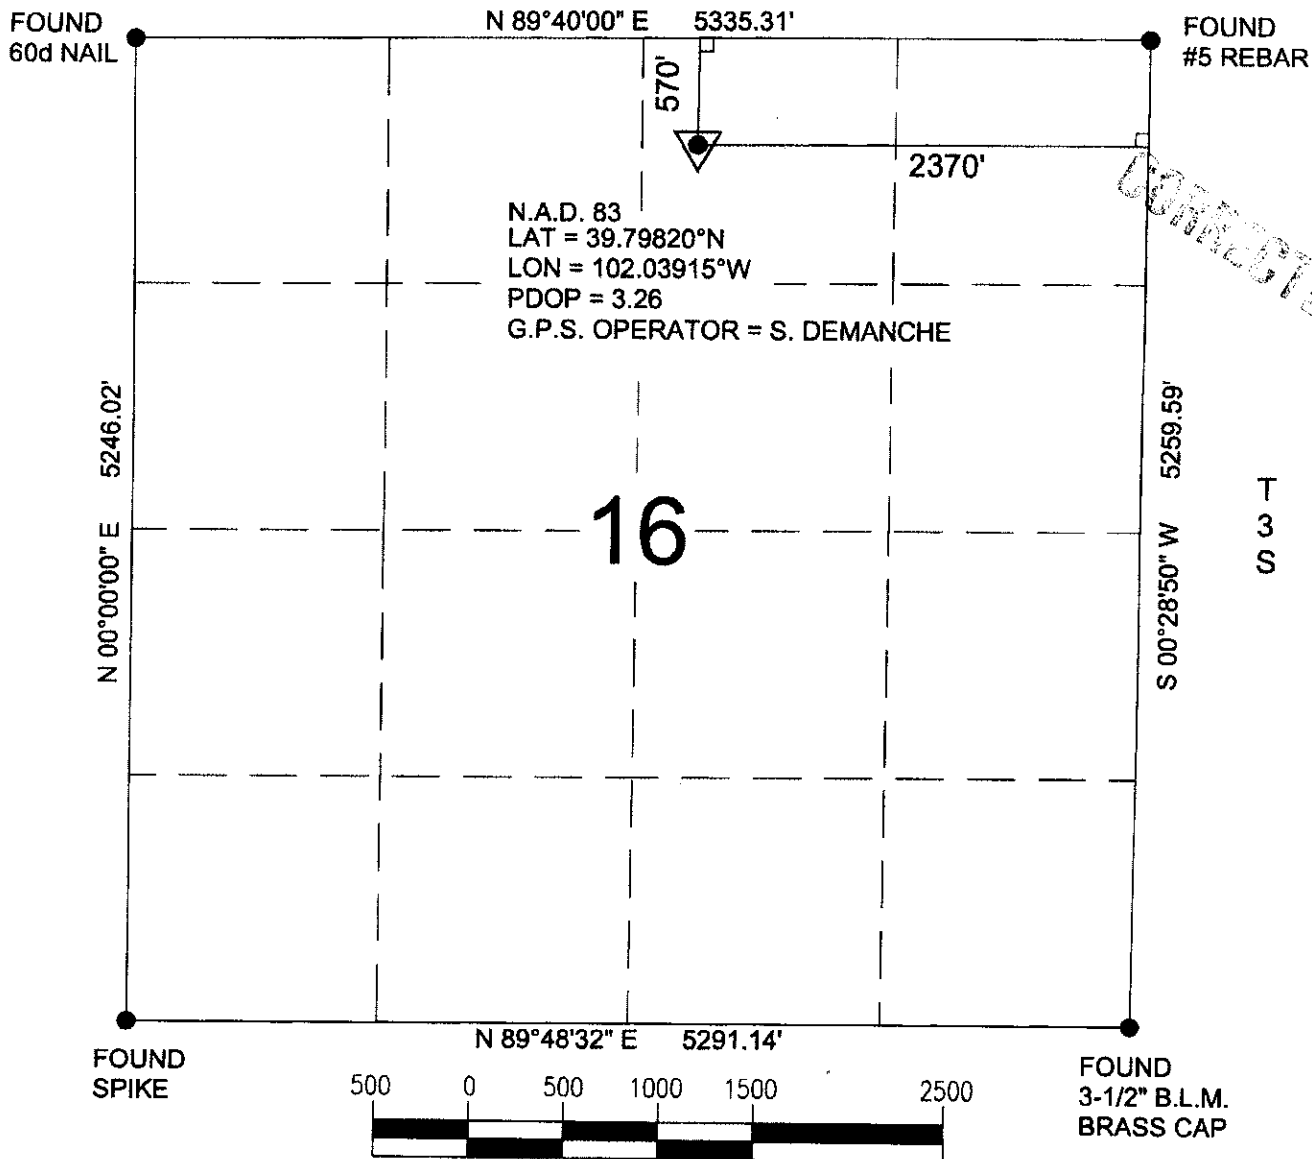 FOUND
60d NAIL
N 89°40'00" E 5335.31'
FOUND
#5 REBAR
570'
2370'
N.A.D. 83
LAT = 39.79820°N
LON = 102.03915°W
PDOP = 3.26
G.P.S. OPERATOR = S. DEMANCHE
N 00°00'00" E 5246.02'
16
S 00°28'50" W 5259.59'
T
3
S
N 89°48'32" E 5291.14'
FOUND
SPIKE
500 0 500 1000 1500 2500
FOUND
3-1/2" B.L.M.
BRASS CAP